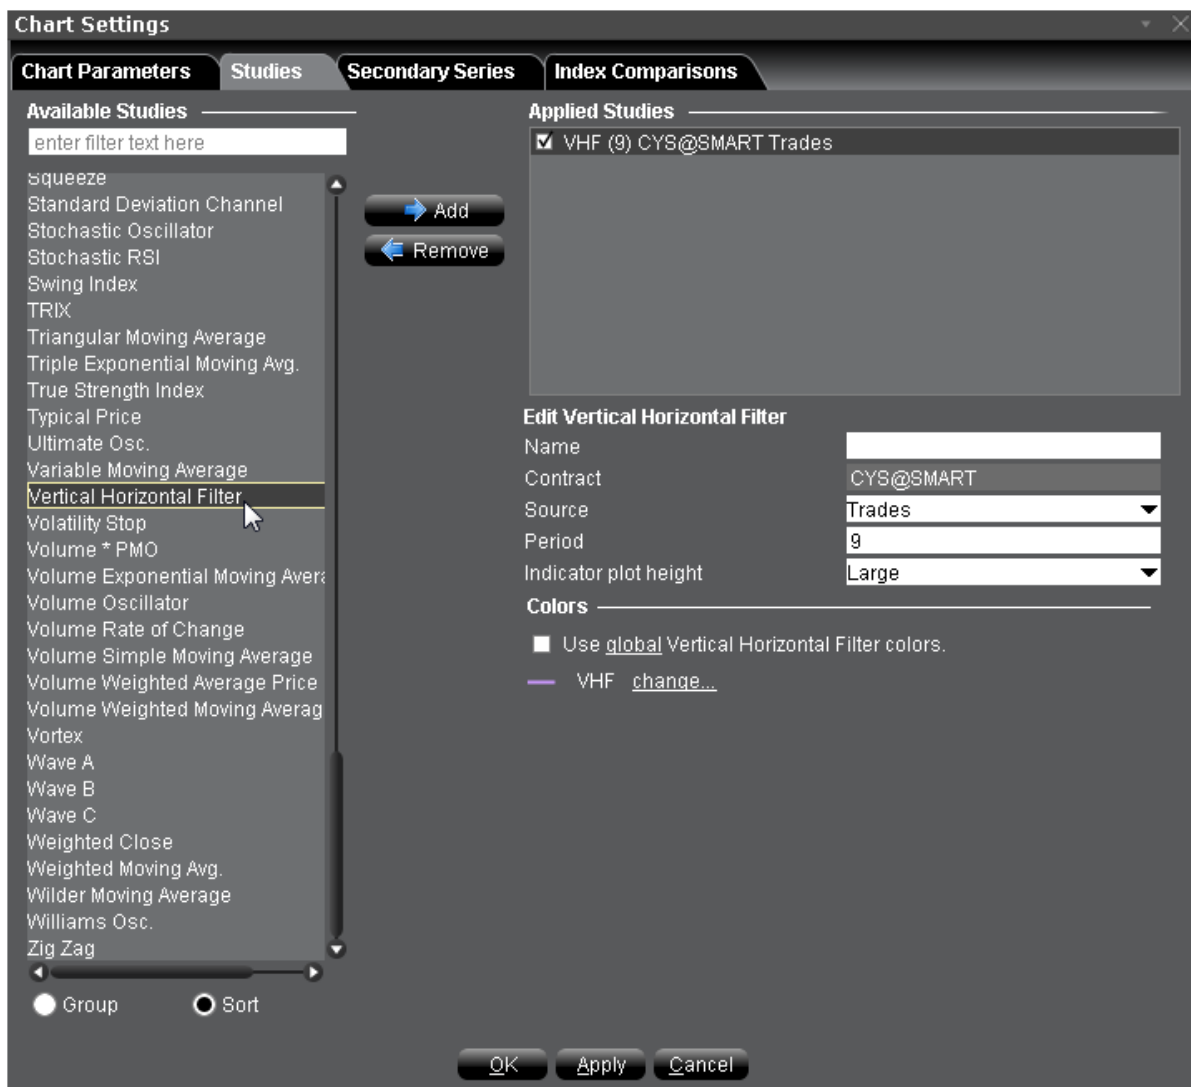 Chart Settings
Chart Parameters Studies Secondary Series Index Comparisons
Available Studies
enter filter text here
Squeeze
Standard Deviation Channel
Stochastic Oscillator
Stochastic RSI
Swing Index
TRIX
Triangular Moving Average
Triple Exponential Moving Avg.
True Strength Index
Typical Price
Ultimate Osc.
Variable Moving Average
Vertical Horizontal Filter
Volatility Stop
Volume * PMO
Volume Exponential Moving Avera
Volume Oscillator
Volume Rate of Change
Volume Simple Moving Average
Volume Weighted Average Price
Volume Weighted Moving Averag
Vortex
Wave A
Wave B
Wave C
Weighted Close
Weighted Moving Avg.
Wilder Moving Average
Williams Osc.
Zig Zag
Group Sort
Add
Remove
Applied Studies
VHF (9) CYS@SMART Trades
Edit Vertical Horizontal Filter
Name
Contract CYS@SMART
Source Trades
Period 9
Indicator plot height Large
Colors
Use global Vertical Horizontal Filter colors.
VHF change...
OK Apply Cancel